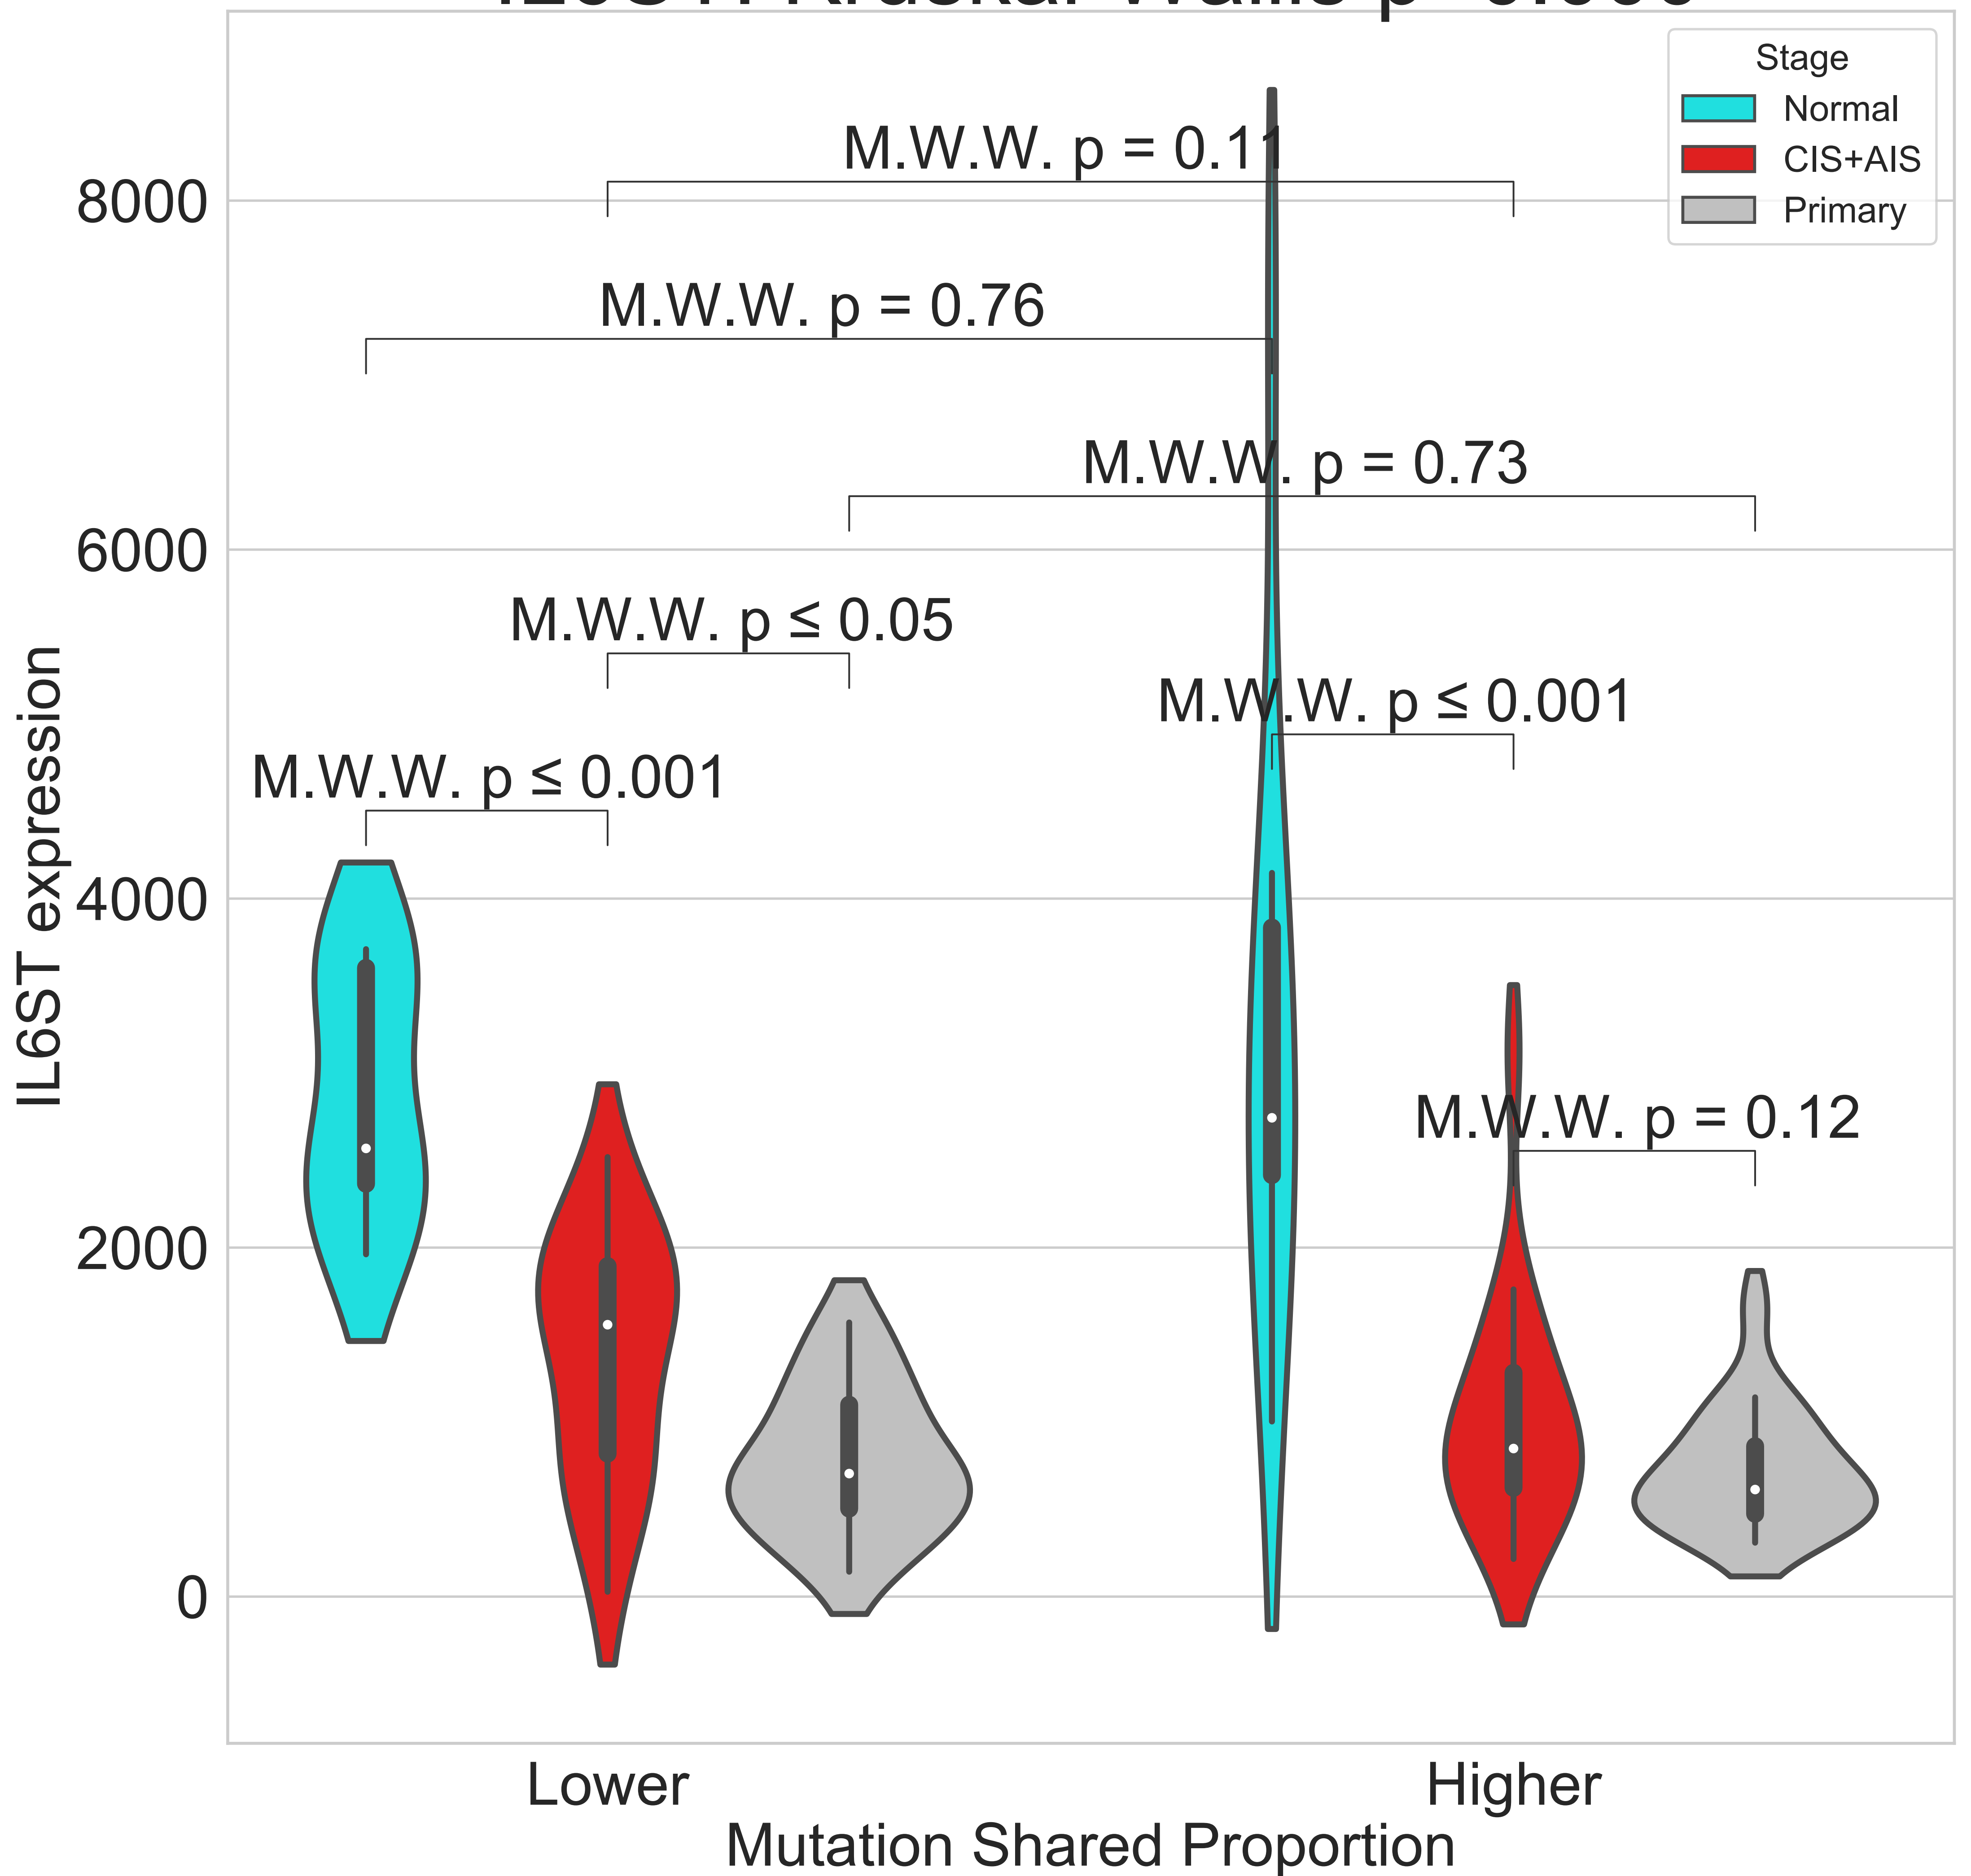 Stage
Normal
CIS+AIS
Primary
M.W.W. p = 0.11
8000
M.W.W. p = 0.76
M.W.W. p = 0.73
6000
M.W.W. p ≤ 0.05
M.W.W. p ≤ 0.001
M.W.W. p ≤ 0.001
4000
IL6ST expression
M.W.W. p = 0.12
2000
0
Lower
Higher
Mutation Shared Proportion